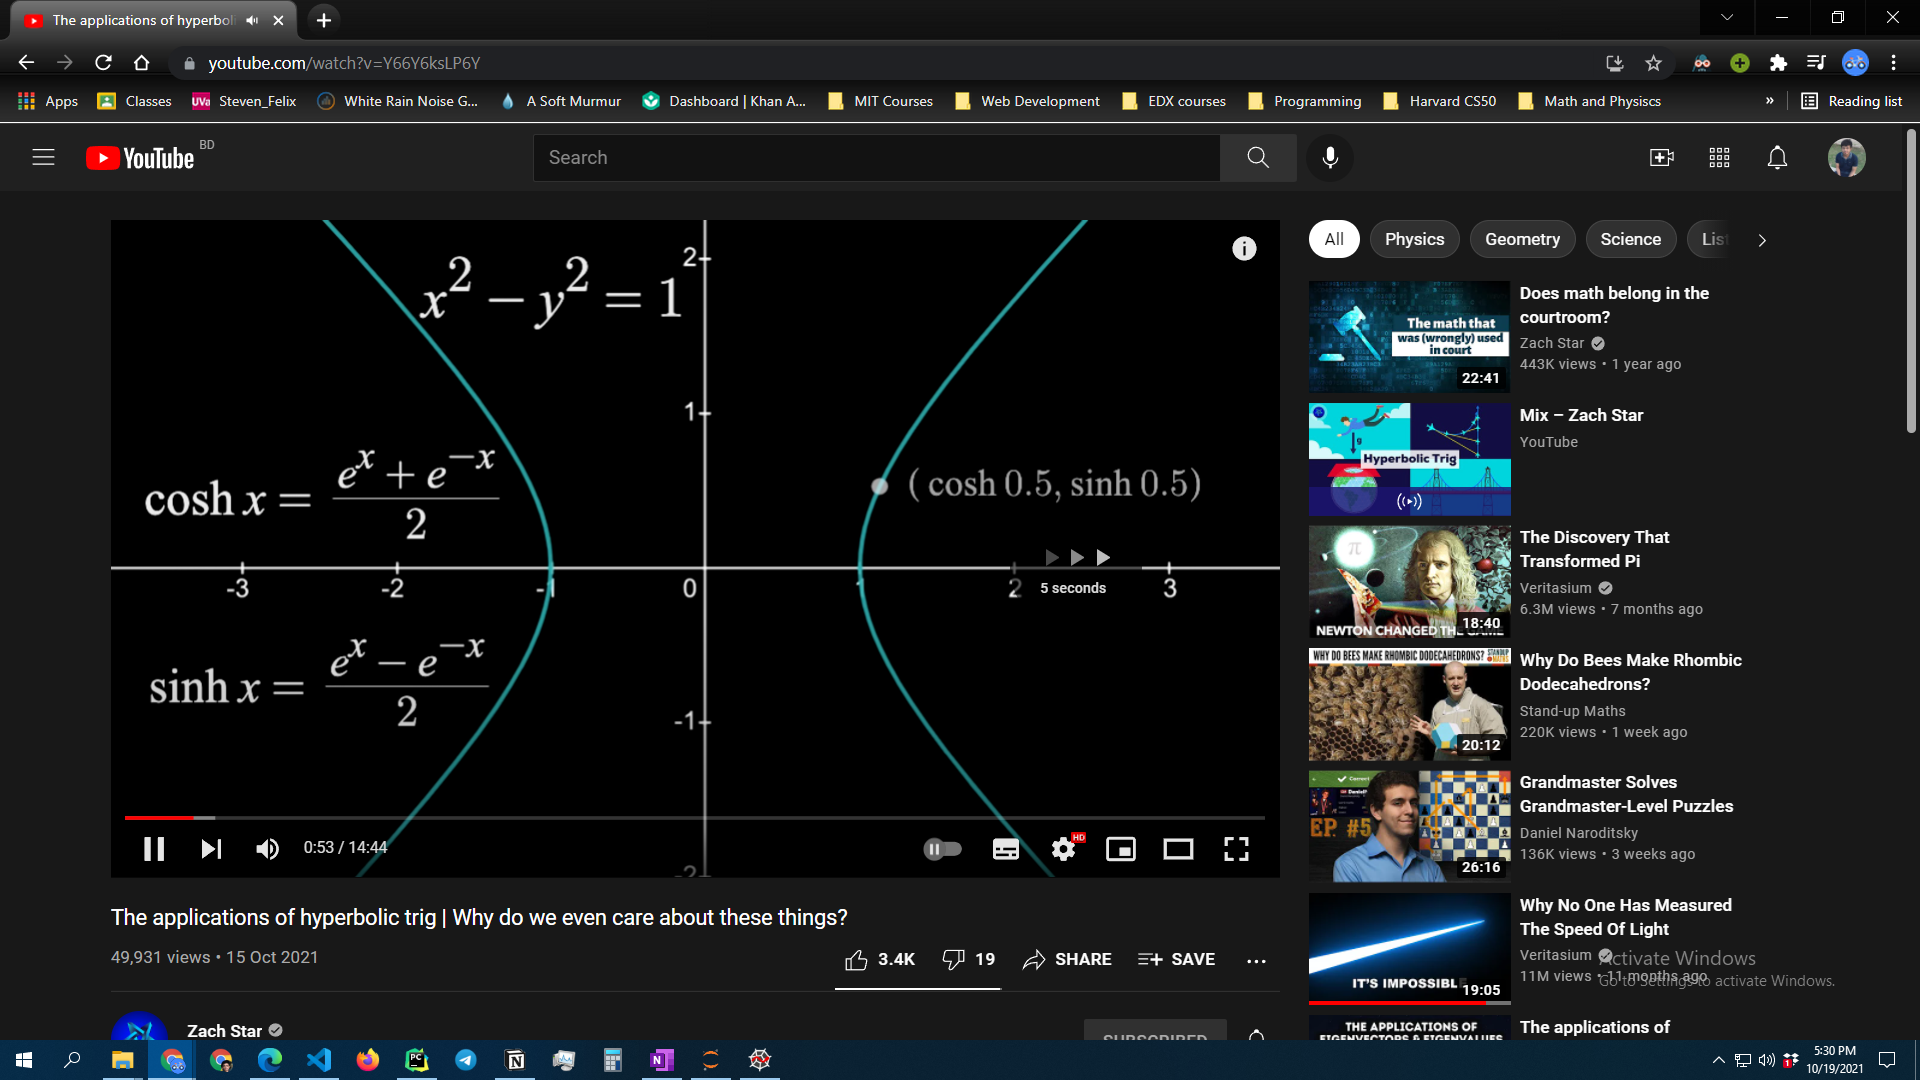 The applications of hyperboli
youtube.com/watch?v=Y66Y6ksLP6Y
Apps
Classes
UVa
Steven_Felix
White Rain Noise G...
A Soft Murmur
Dashboard | Khan A...
MIT Courses
Web Development
EDX courses
Programming
Harvard CS50
Math and Physiscs
»
Reading list
YouTube BD
Search
x² − y² = 1
cosh x = (e^x + e^−x)/2
sinh x = (e^x − e^−x)/2
( cosh 0.5, sinh 0.5)
2
1
-3 -2 -1 0 1 2 3
-1
-2
5 seconds
0:53 / 14:44
HD
The applications of hyperbolic trig | Why do we even care about these things?
49,931 views • 15 Oct 2021
3.4K
19
SHARE
SAVE
Zach Star
SUBSCRIBED
All
Physics
Geometry
Science
List
The math that
was (wrongly) used
in court
22:41
Does math belong in the
courtroom?
Zach Star
443K views • 1 year ago
Hyperbolic Trig
Mix – Zach Star
YouTube
π
NEWTON CHANGED THE GAME
18:40
The Discovery That
Transformed Pi
Veritasium
6.3M views • 7 months ago
WHY DO BEES MAKE RHOMBIC DODECAHEDRONS?
STANDUP
MATHS
20:12
Why Do Bees Make Rhombic
Dodecahedrons?
Stand-up Maths
220K views • 1 week ago
EP. #5
26:16
Grandmaster Solves
Grandmaster-Level Puzzles
Daniel Naroditsky
136K views • 3 weeks ago
IT'S IMPOSSIBL
19:05
Why No One Has Measured
The Speed Of Light
Veritasium
11M views • 11 months ago
Activate Windows
Go to Settings to activate Windows.
THE APPLICATIONS OF
EIGENVECTORS & EIGENVALUES
The applications of
5:30 PM
10/19/2021